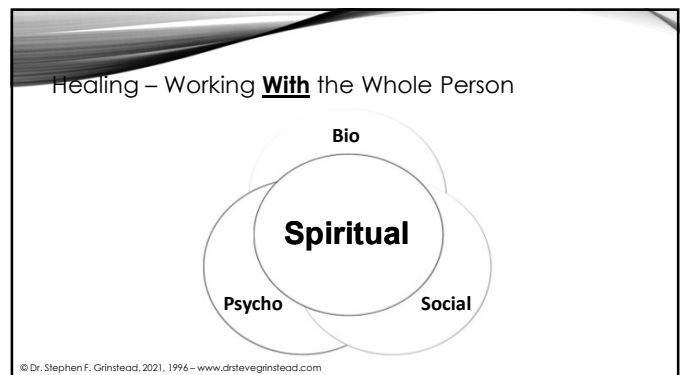 Healing – Working With the Whole Person
Bio
Spiritual
Psycho
Social
© Dr. Stephen F. Grinstead, 2021, 1996 – www.drstevegrinstead.com